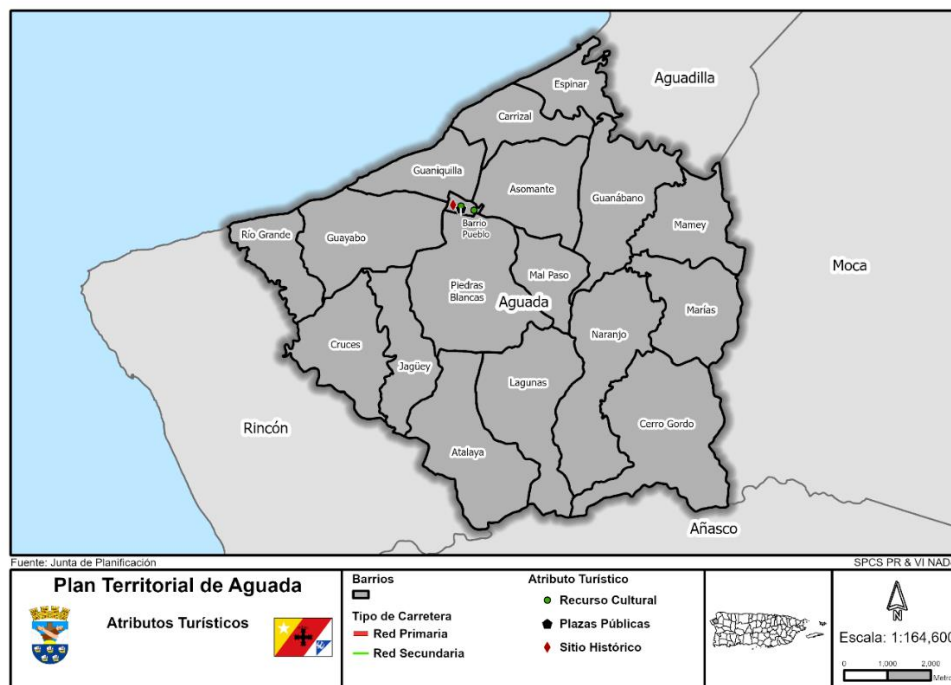 Aguadilla
Espinar
Carrizal
Guaniquilla
Asomante
Guanábano
Mamey
Río Grande
Guayabo
Barrio
Pueblo
Moca
Mal Paso
Piedras
Blancas
Aguada
Marías
Naranjo
Cruces
Jagüey
Lagunas
Rincón
Cerro Gordo
Atalaya
Añasco
Fuente: Junta de Planificación
SPCS PR & VI NAD
Plan Territorial de Aguada
Atributos Turísticos
Barrios
Tipo de Carretera
Red Primaria
Red Secundaria
Atributo Turístico
Recurso Cultural
Plazas Públicas
Sitio Histórico
Escala: 1:164,600
0 1,000 2,000